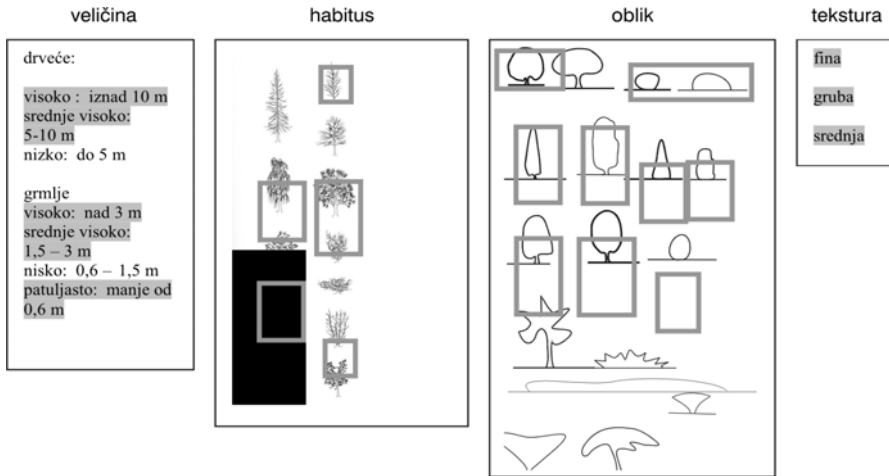 veličina
habitus
oblik
tekstura
drveće:
visoko : iznad 10 m
srednje visoko:
5-10 m
nizko: do 5 m
grmlje
visoko: nad 3 m
srednje visoko:
1,5 – 3 m
nisko: 0,6 – 1,5 m
patuljasto: manje od
0,6 m
fina
gruba
srednja